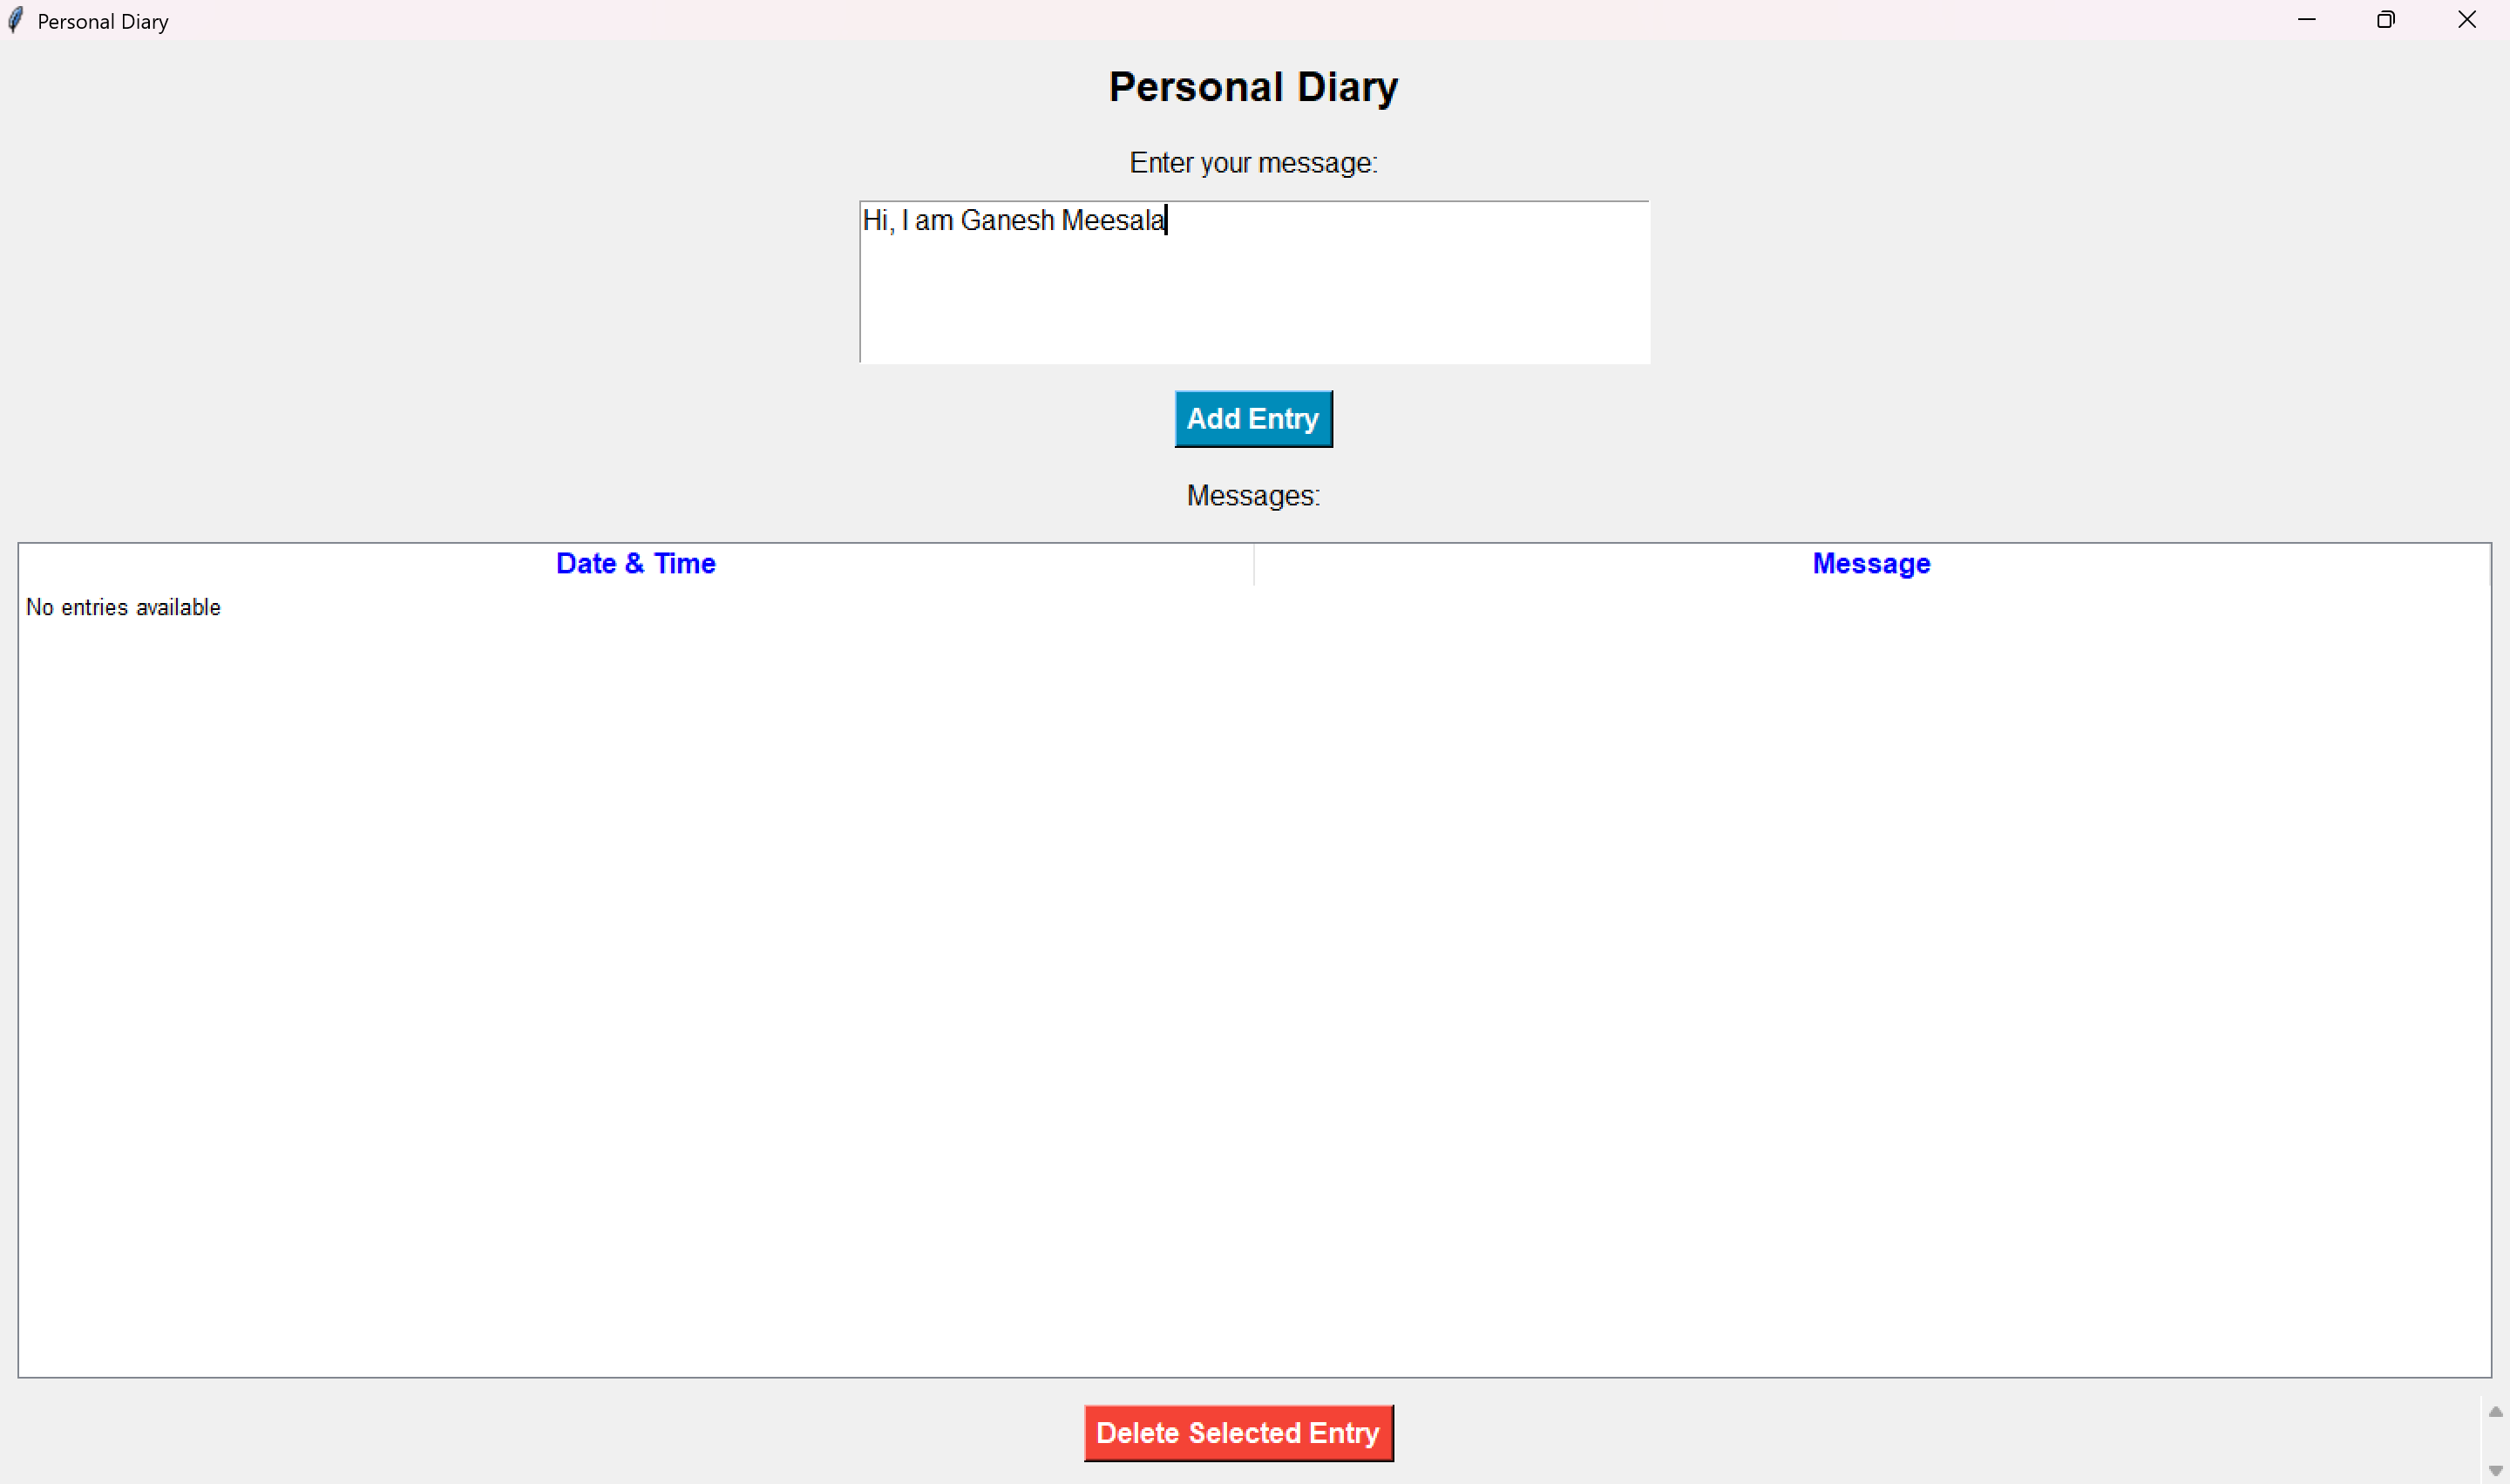 Personal Diary
Personal Diary
Enter your message:
Hi, I am Ganesh Meesala
Add Entry
Messages:
Date & Time Message
No entries available
Delete Selected Entry